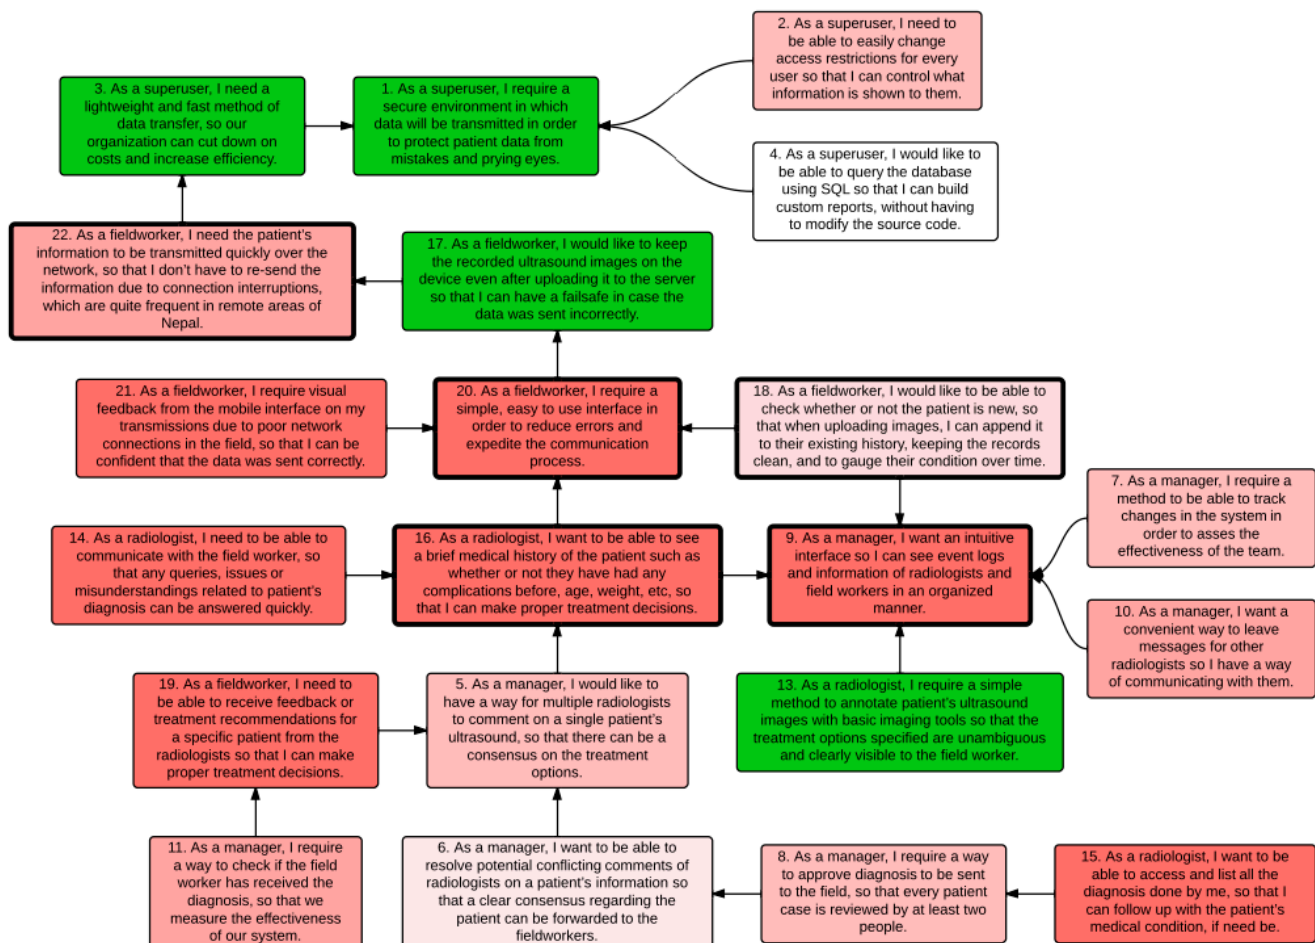 2. As a superuser, I need to
be able to easily change
access restrictions for every
user so that I can control what
information is shown to them.
3. As a superuser, I need a
lightweight and fast method of
data transfer, so our
organization can cut down on
costs and increase efficiency.
1. As a superuser, I require a
secure environment in which
data will be transmitted in order
to protect patient data from
mistakes and prying eyes.
4. As a superuser, I would like to
be able to query the database
using SQL so that I can build
custom reports, without having
to modify the source code.
22. As a fieldworker, I need the patient's
information to be transmitted quickly over the
network, so that I don't have to re-send the
information due to connection interruptions,
which are quite frequent in remote areas of
Nepal.
17. As a fieldworker, I would like to keep
the recorded ultrasound images on the
device even after uploading it to the server
so that I can have a failsafe in case the
data was sent incorrectly.
21. As a fieldworker, I require visual
feedback from the mobile interface on my
transmissions due to poor network
connections in the field, so that I can be
confident that the data was sent correctly.
20. As a fieldworker, I require a
simple, easy to use interface in
order to reduce errors and
expedite the communication
process.
18. As a fieldworker, I would like to be able to
check whether or not the patient is new, so
that when uploading images, I can append it
to their existing history, keeping the records
clean, and to gauge their condition over time.
7. As a manager, I require a
method to be able to track
changes in the system in
order to asses the
effectiveness of the team.
14. As a radiologist, I need to be able to
communicate with the field worker, so
that any queries, issues or
misunderstandings related to patient's
diagnosis can be answered quickly.
16. As a radiologist, I want to be able to see
a brief medical history of the patient such as
whether or not they have had any
complications before, age, weight, etc, so
that I can make proper treatment decisions.
9. As a manager, I want an intuitive
interface so I can see event logs
and information of radiologists and
field workers in an organized
manner.
10. As a manager, I want a
convenient way to leave
messages for other
radiologists so I have a way
of communicating with them.
19. As a fieldworker, I need to
be able to receive feedback or
treatment recommendations for
a specific patient from the
radiologists so that I can make
proper treatment decisions.
5. As a manager, I would like to
have a way for multiple radiologists
to comment on a single patient's
ultrasound, so that there can be a
consensus on the treatment
options.
13. As a radiologist, I require a simple
method to annotate patient's ultrasound
images with basic imaging tools so that the
treatment options specified are unambiguous
and clearly visible to the field worker.
11. As a manager, I require
a way to check if the field
worker has received the
diagnosis, so that we
measure the effectiveness
of our system.
6. As a manager, I want to be able to
resolve potential conflicting comments of
radiologists on a patient's information so
that a clear consensus regarding the
patient can be forwarded to the
fieldworkers.
8. As a manager, I require a way
to approve diagnosis to be sent
to the field, so that every patient
case is reviewed by at least two
people.
15. As a radiologist, I want to be
able to access and list all the
diagnosis done by me, so that I
can follow up with the patient's
medical condition, if need be.